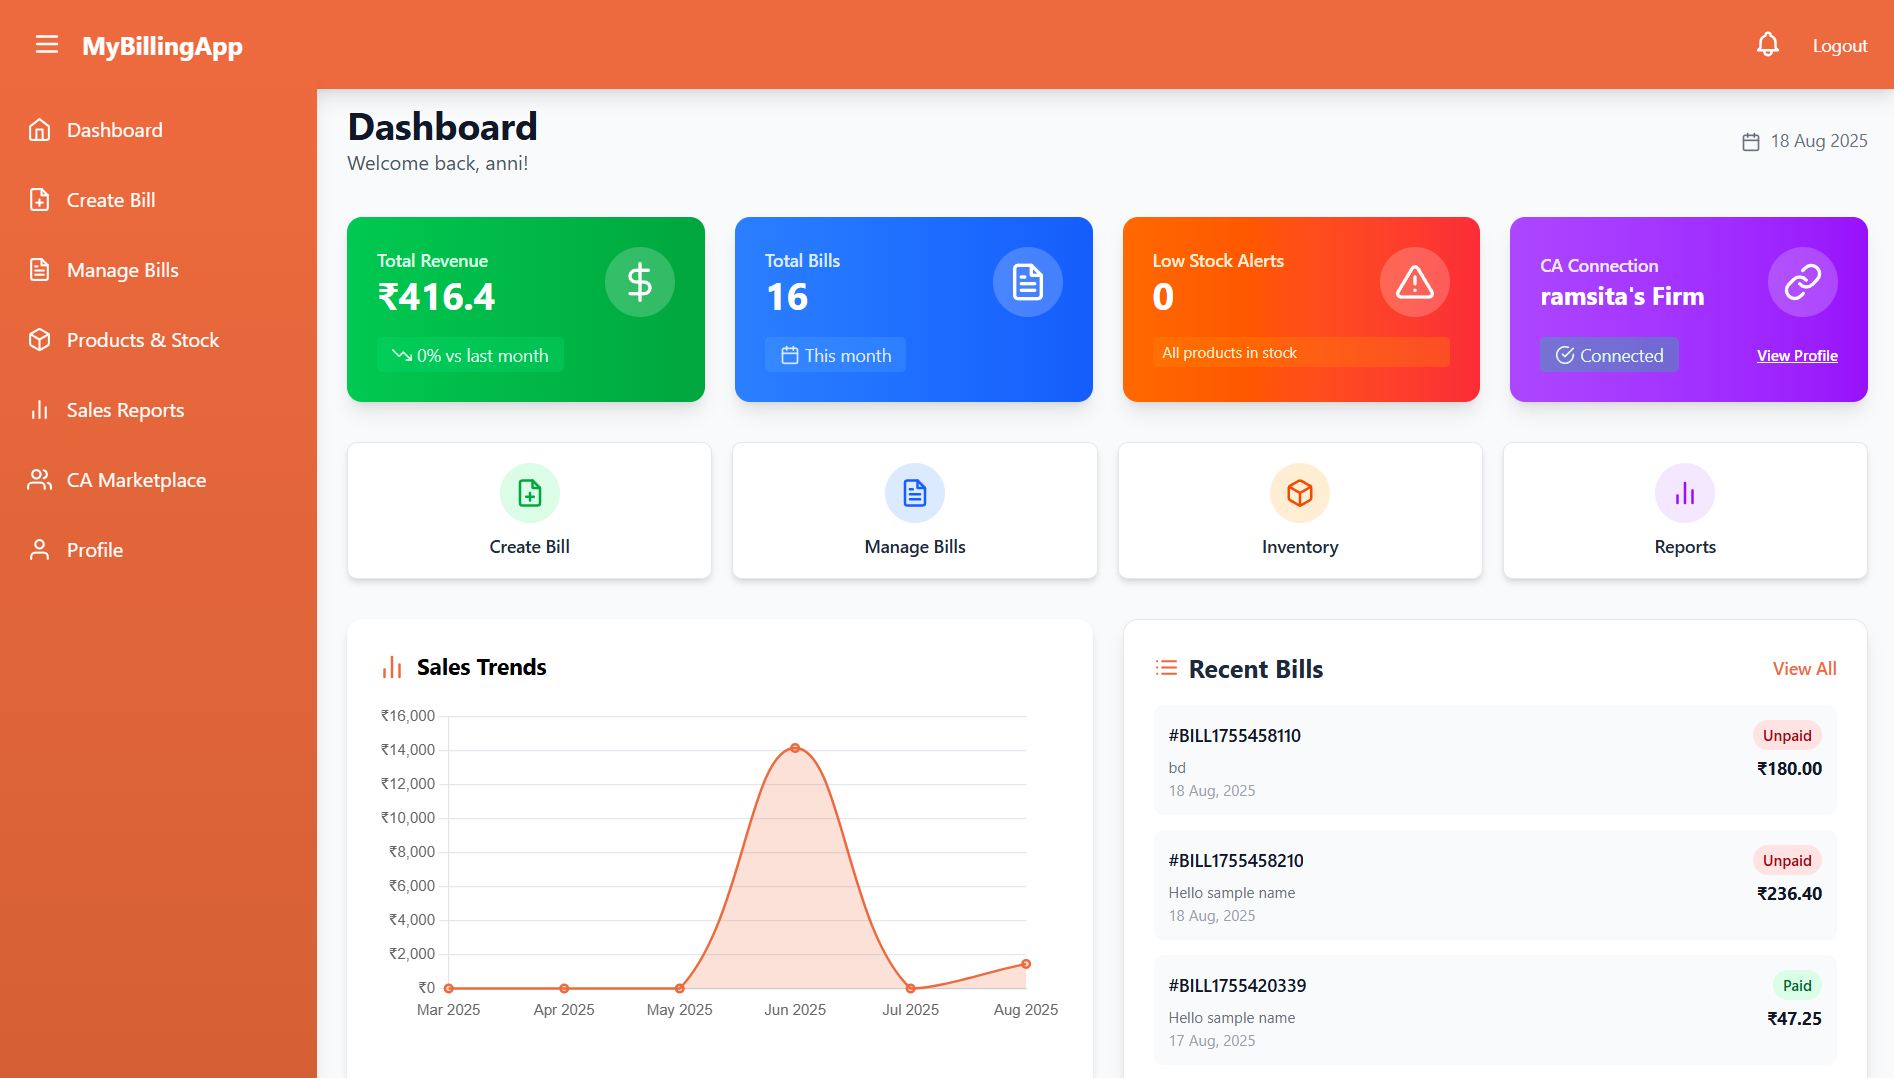 MyBillingApp
Logout
Dashboard
Create Bill
Manage Bills
Products & Stock
Sales Reports
CA Marketplace
Profile
Dashboard
Welcome back, anni!
18 Aug 2025
Total Revenue
₹416.4
0% vs last month
Total Bills
16
This month
Low Stock Alerts
0
All products in stock
CA Connection
ramsita's Firm
Connected
View Profile
Create Bill
Manage Bills
Inventory
Reports
Sales Trends
₹16,000
₹14,000
₹12,000
₹10,000
₹8,000
₹6,000
₹4,000
₹2,000
₹0
Mar 2025 Apr 2025 May 2025 Jun 2025 Jul 2025 Aug 2025
Recent Bills
View All
#BILL1755458110
Unpaid
bd
₹180.00
18 Aug, 2025
#BILL1755458210
Unpaid
Hello sample name
₹236.40
18 Aug, 2025
#BILL1755420339
Paid
Hello sample name
₹47.25
17 Aug, 2025